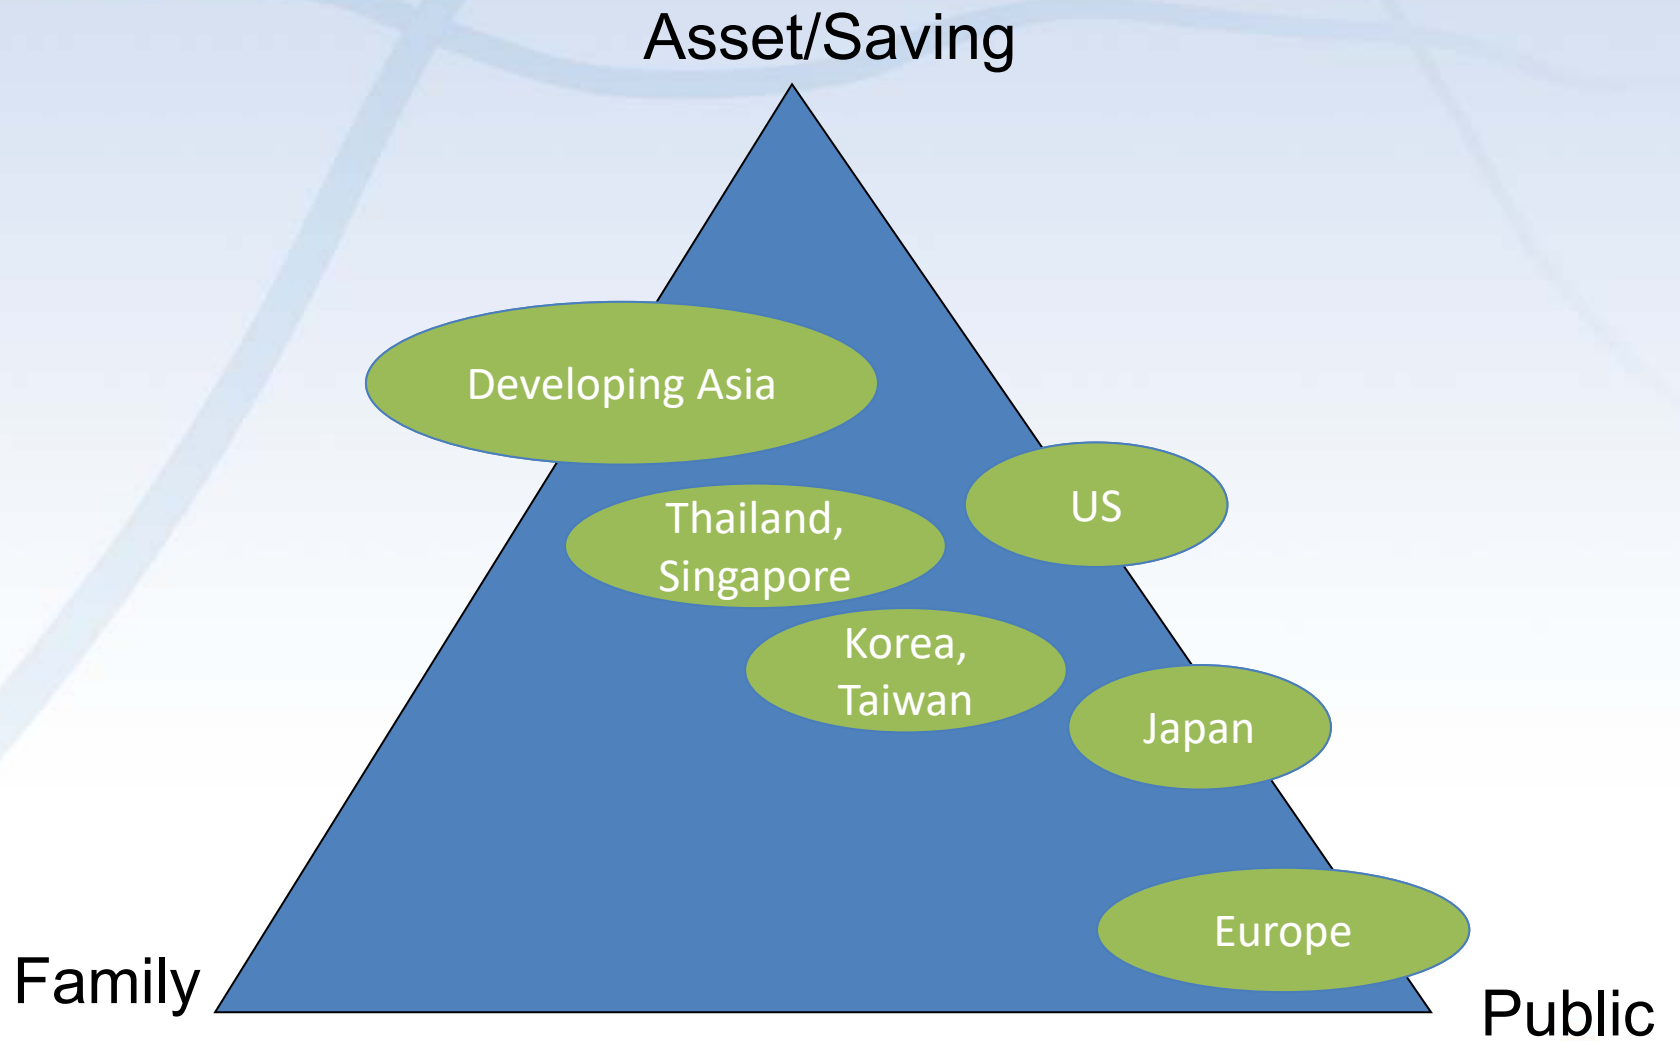 Asset/Saving
Developing Asia
US
Thailand,
Singapore
Korea,
Taiwan
Japan
Europe
Family
Public